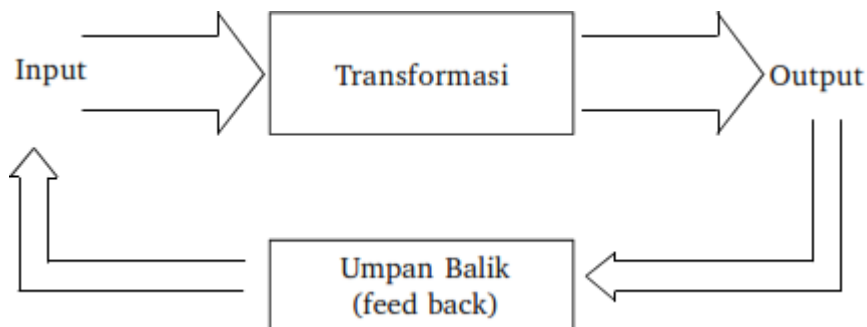 Input
Transformasi
Output
Umpan Balik
(feed back)